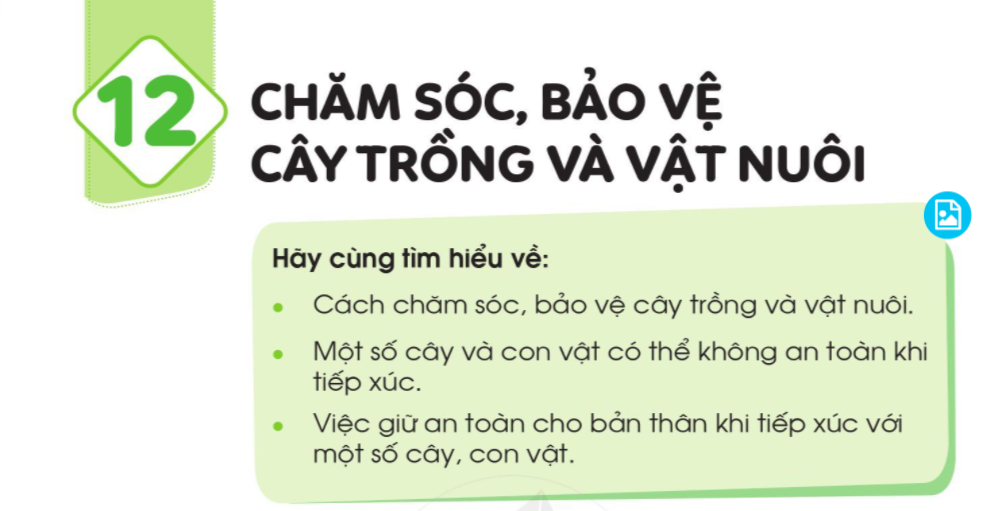 12
CHĂM SÓC, BẢO VỆ
CÂY TRỒNG VÀ VẬT NUÔI
Hãy cùng tìm hiểu về:
• Cách chăm sóc, bảo vệ cây trồng và vật nuôi.
• Một số cây và con vật có thể không an toàn khi
tiếp xúc.
• Việc giữ an toàn cho bản thân khi tiếp xúc với
một số cây, con vật.